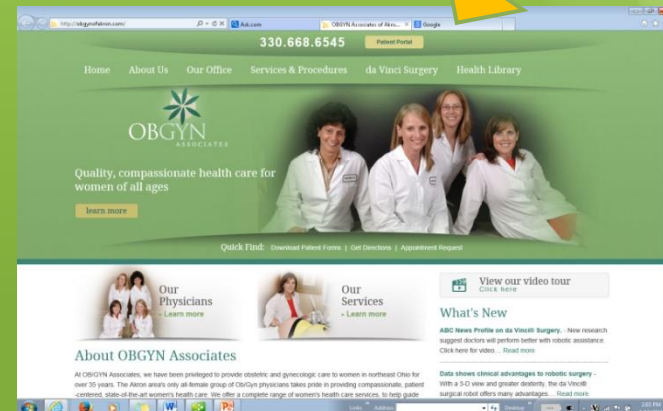 http://obgynofakron.com/
Ask.com
OBGYN Associates of Akro...
Google
330.668.6545
Patient Portal
Home About Us Our Office Services & Procedures da Vinci Surgery Health Library
OBGYN
ASSOCIATES
Quality, compassionate health care for
women of all ages
learn more
Quick Find: Download Patient Forms | Get Directions | Appointment Request
Our
Physicians
Learn more
Our
Services
Learn more
View our video tour
Click here
What's New
ABC News Profile on da Vinci® Surgery. - New research
suggest doctors will perform better with robotic assistance.
Click here for video… Read more
Data shows clinical advantages to robotic surgery -
With a 3-D view and greater dexterity, the da Vinci®
surgical robot offers many advantages… Read more
About OBGYN Associates
At OB/GYN Associates, we have been privileged to provide obstetric and gynecologic care to women in northeast Ohio for
over 35 years. The Akron area's only all-female group of Ob/Gyn physicians takes pride in providing compassionate, patient
-centered, state-of-the-art women's health care. We offer a complete range of women's health care services, to help guide
Links Address
Desktop
2:03 PM